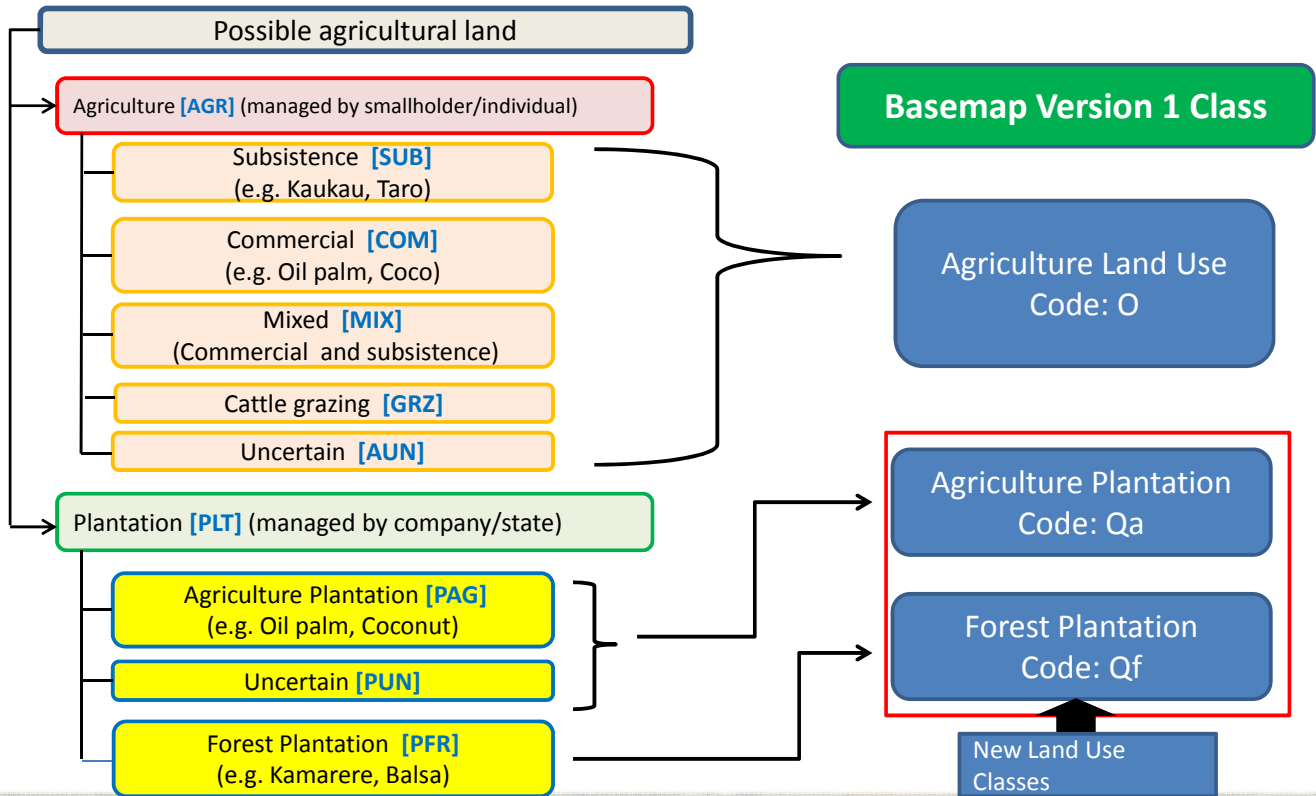 Possible agricultural land
Agriculture [AGR] (managed by smallholder/individual)
Subsistence [SUB]
(e.g. Kaukau, Taro)
Commercial [COM]
(e.g. Oil palm, Coco)
Mixed [MIX]
(Commercial and subsistence)
Cattle grazing [GRZ]
Uncertain [AUN]
Plantation [PLT] (managed by company/state)
Agriculture Plantation [PAG]
(e.g. Oil palm, Coconut)
Uncertain [PUN]
Forest Plantation [PFR]
(e.g. Kamarere, Balsa)
Basemap Version 1 Class
Agriculture Land Use
Code: O
Agriculture Plantation
Code: Qa
Forest Plantation
Code: Qf
New Land Use
Classes